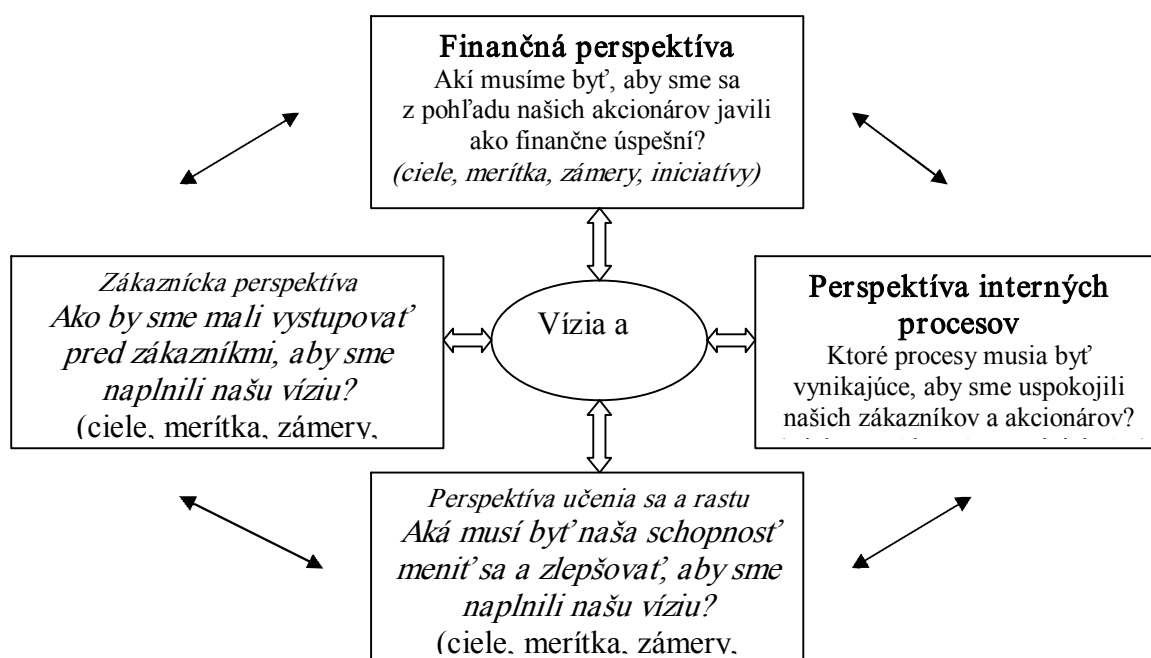 Finančná perspektíva
Akí musíme byť, aby sme sa
z pohľadu našich akcionárov javili
ako finančne úspešní?
(ciele, merítka, zámery, iniciatívy)
Zákaznícka perspektíva
Ako by sme mali vystupovať
pred zákazníkmi, aby sme
naplnili našu víziu?
(ciele, merítka, zámery,
Vízia a
Perspektíva interných
procesov
Ktoré procesy musia byť
vynikajúce, aby sme uspokojili
našich zákazníkov a akcionárov?
Perspektíva učenia sa a rastu
Aká musí byť naša schopnosť
meniť sa a zlepšovať, aby sme
naplnili našu víziu?
(ciele, merítka, zámery,